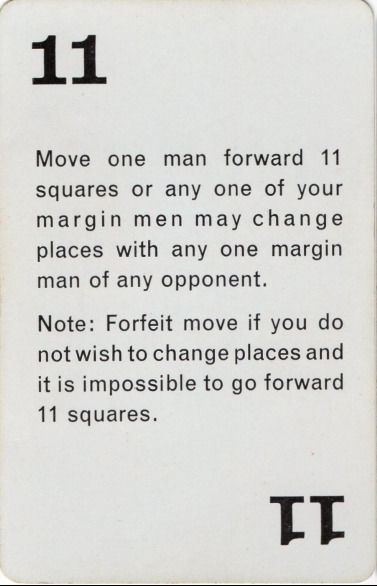 11
Move one man forward 11
squares or any one of your
margin men may change
places with any one margin
man of any opponent.
Note: Forfeit move if you do
not wish to change places and
it is impossible to go forward
11 squares.
11